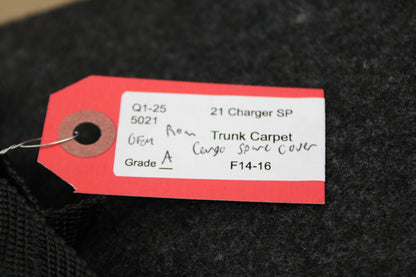 Q1-25 21 Charger SP
5021
OEM Rear Trunk Carpet
Cargo Spare Cover
Grade A F14-16